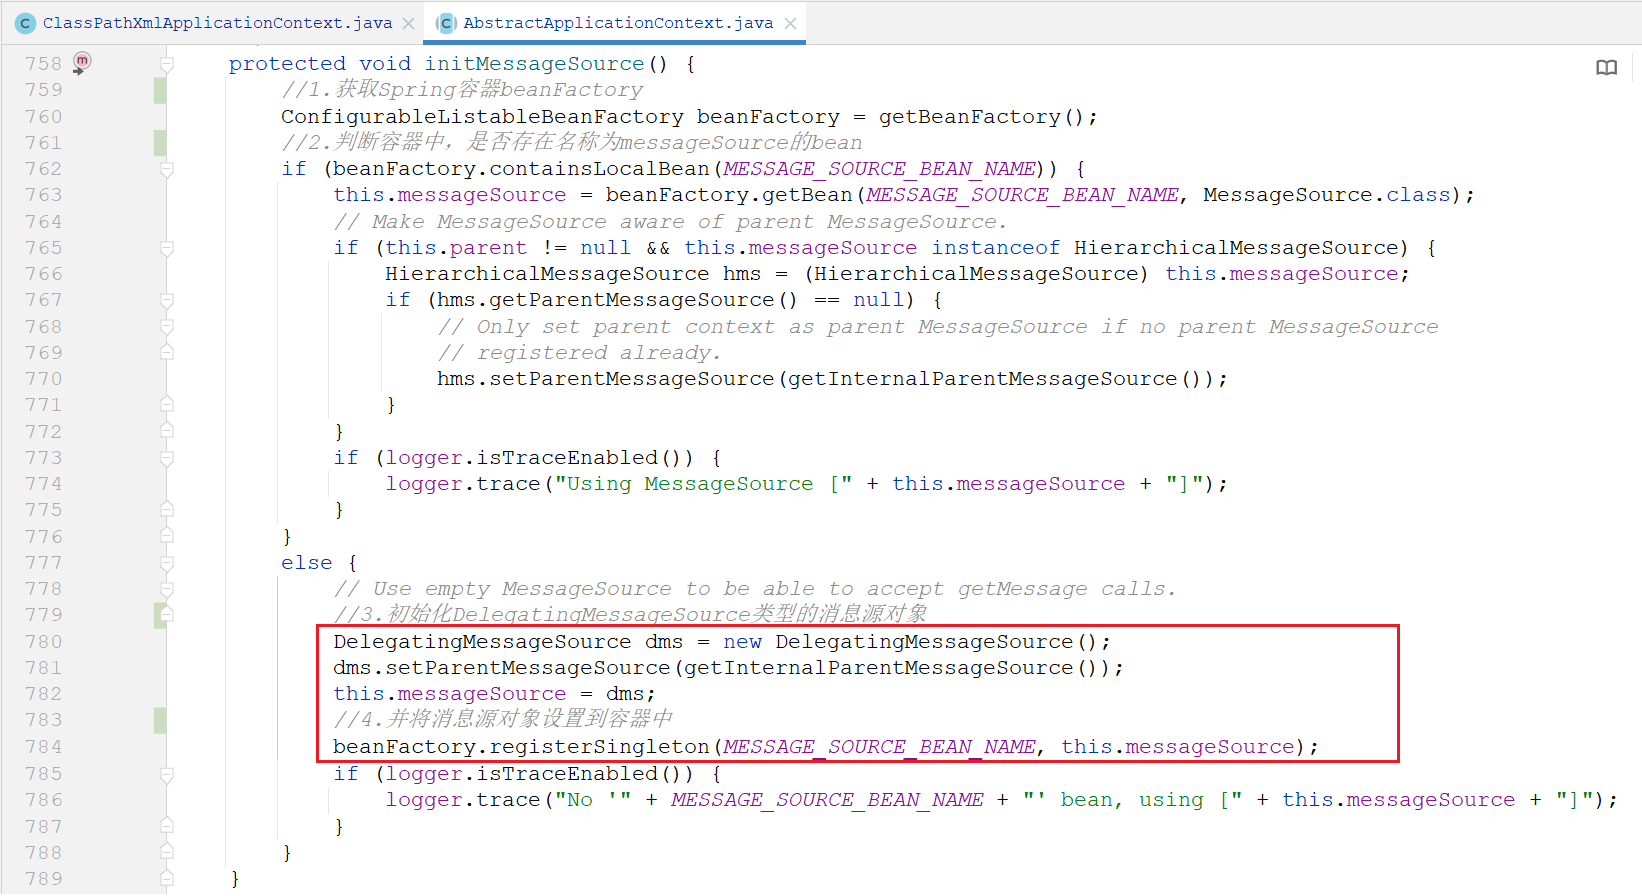 ClassPathXmlApplicationContext.java AbstractApplicationContext.java
758 protected void initMessageSource() {
759 //1.获取Spring容器beanFactory
760 ConfigurableListableBeanFactory beanFactory = getBeanFactory();
761 //2.判断容器中，是否存在名称为messageSource的bean
762 if (beanFactory.containsLocalBean(MESSAGE_SOURCE_BEAN_NAME)) {
763 this.messageSource = beanFactory.getBean(MESSAGE_SOURCE_BEAN_NAME, MessageSource.class);
764 // Make MessageSource aware of parent MessageSource.
765 if (this.parent != null && this.messageSource instanceof HierarchicalMessageSource) {
766 HierarchicalMessageSource hms = (HierarchicalMessageSource) this.messageSource;
767 if (hms.getParentMessageSource() == null) {
768 // Only set parent context as parent MessageSource if no parent MessageSource
769 // registered already.
770 hms.setParentMessageSource(getInternalParentMessageSource());
771 }
772 }
773 if (logger.isTraceEnabled()) {
774 logger.trace("Using MessageSource [" + this.messageSource + "]");
775 }
776 }
777 else {
778 // Use empty MessageSource to be able to accept getMessage calls.
779 //3.初始化DelegatingMessageSource类型的消息源对象
780 DelegatingMessageSource dms = new DelegatingMessageSource();
781 dms.setParentMessageSource(getInternalParentMessageSource());
782 this.messageSource = dms;
783 //4.并将消息源对象设置到容器中
784 beanFactory.registerSingleton(MESSAGE_SOURCE_BEAN_NAME, this.messageSource);
785 if (logger.isTraceEnabled()) {
786 logger.trace("No '" + MESSAGE_SOURCE_BEAN_NAME + "' bean, using [" + this.messageSource + "]");
787 }
788 }
789 }